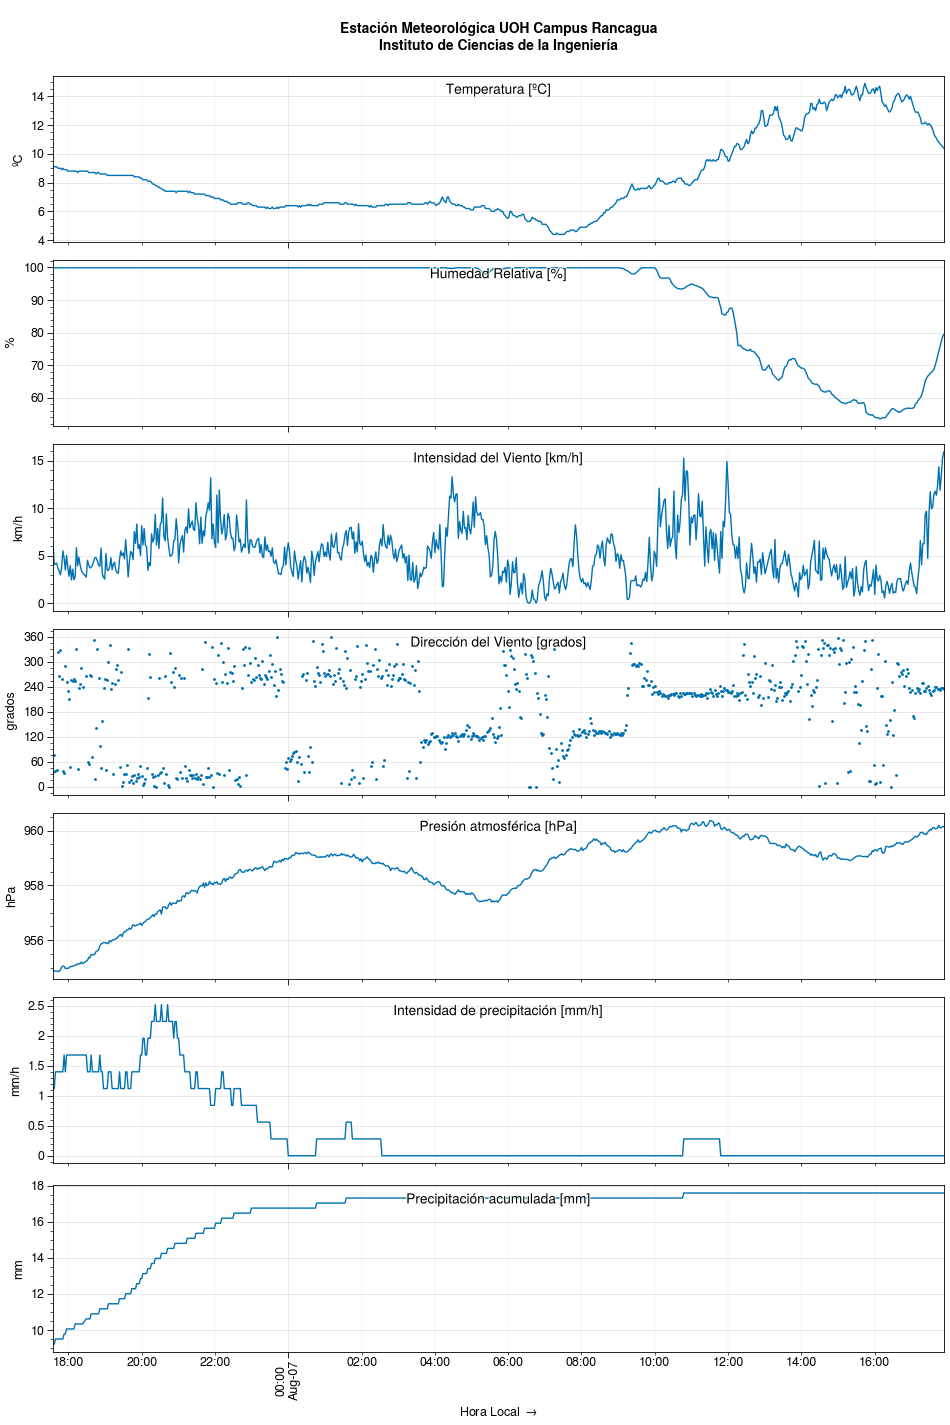 Estación Meteorológica UOH Campus Rancagua
Instituto de Ciencias de la Ingeniería
Temperatura [ºC]
14
12
10
8
6
4
ºC
Humedad Relativa [%]
100
90
80
70
60
%
Intensidad del Viento [km/h]
15
10
5
0
km/h
Dirección del Viento [grados]
360
300
240
180
120
60
0
grados
Presión atmosférica [hPa]
960
958
956
hPa
Intensidad de precipitación [mm/h]
2.5
2
1.5
1
0.5
0
mm/h
Precipitación acumulada [mm]
18
16
14
12
10
mm
18:00 20:00 22:00 00:00 02:00 04:00 06:00 08:00 10:00 12:00 14:00 16:00
Aug-07
Hora Local →